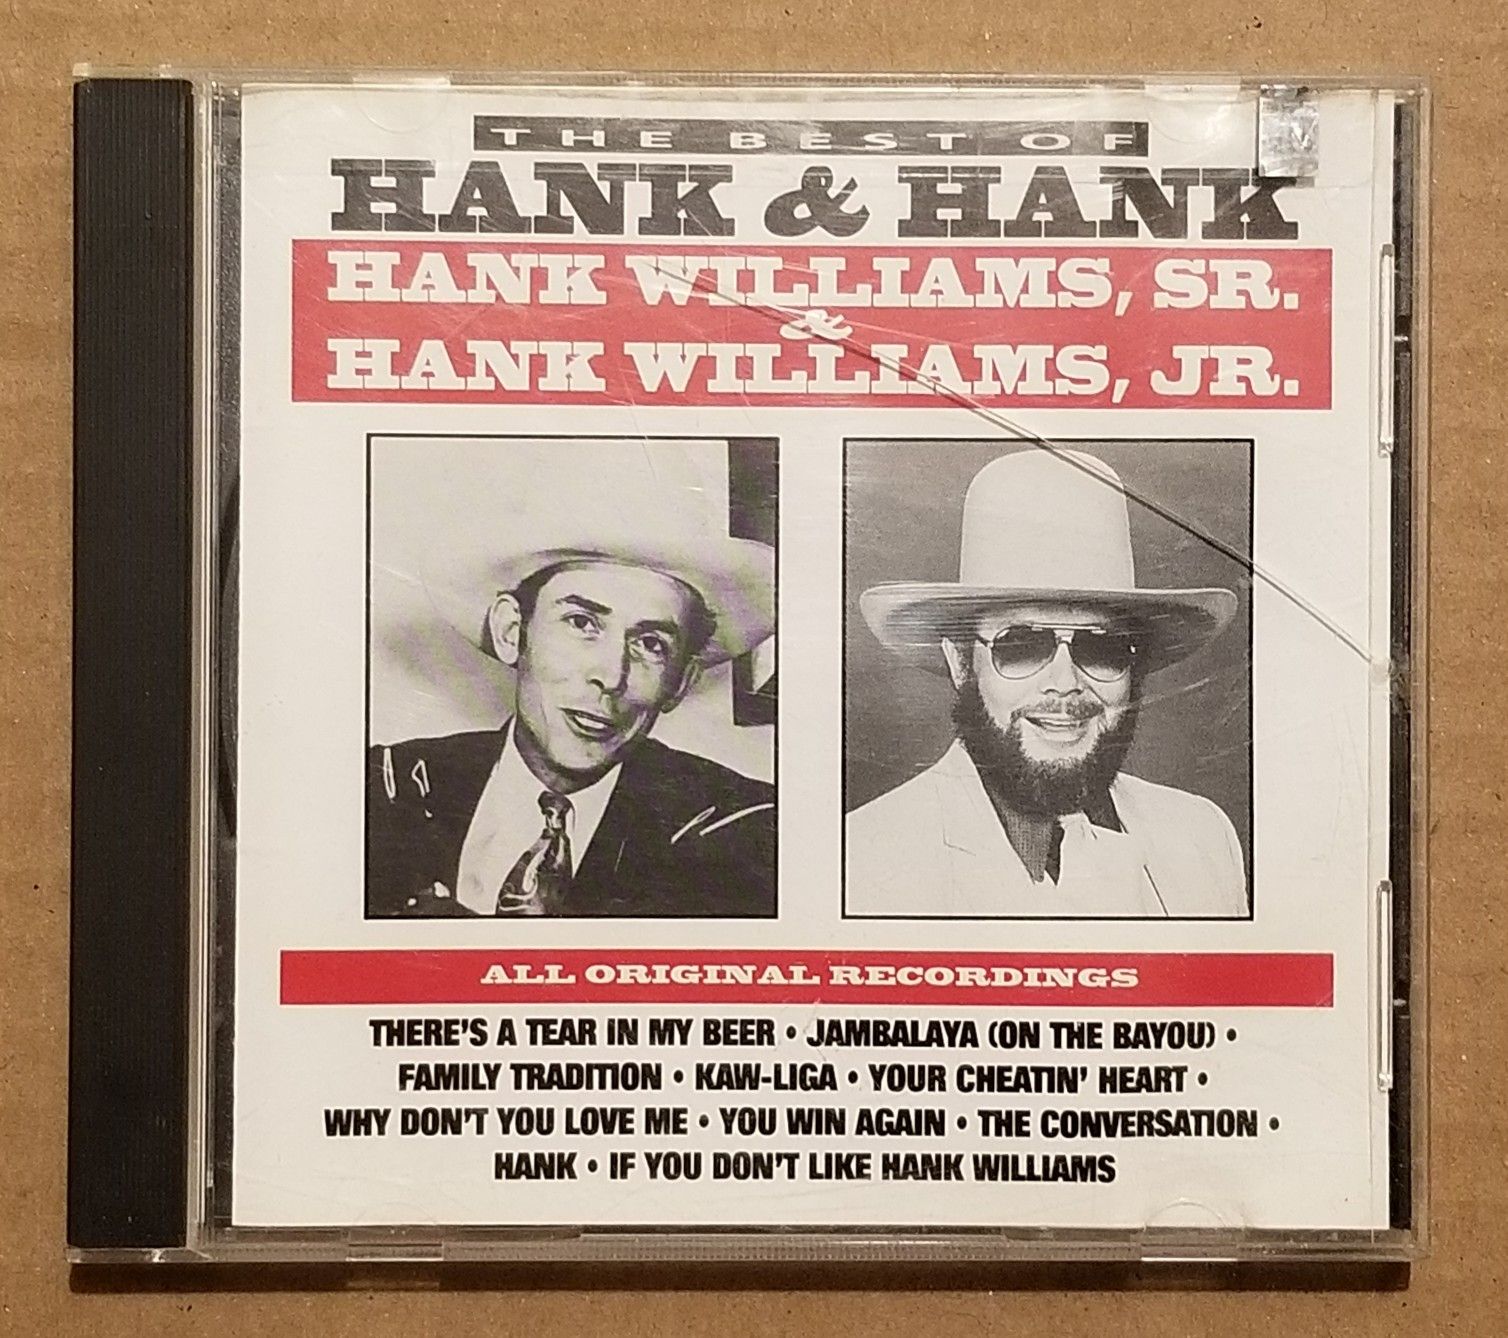 THE BEST OF
HANK & HANK
HANK WILLIAMS, SR.
&
HANK WILLIAMS, JR.
ALL ORIGINAL RECORDINGS
THERE'S A TEAR IN MY BEER • JAMBALAYA (ON THE BAYOU) •
FAMILY TRADITION • KAW-LIGA • YOUR CHEATIN' HEART •
WHY DON'T YOU LOVE ME • YOU WIN AGAIN • THE CONVERSATION •
HANK • IF YOU DON'T LIKE HANK WILLIAMS